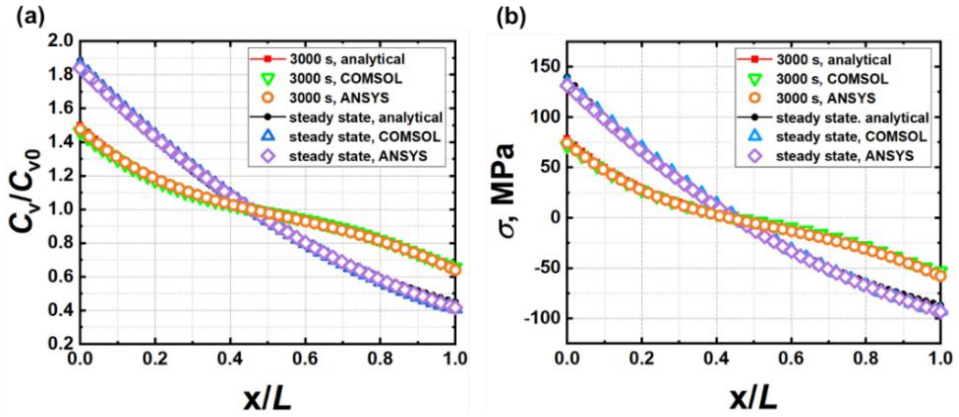 (a)
2.0
1.8
1.6
1.4
1.2
1.0
0.8
0.6
0.4
0.2
Cv/Cv0
3000 s, analytical
3000 s, COMSOL
3000 s, ANSYS
steady state, analytical
steady state, COMSOL
steady state, ANSYS
0.0 0.2 0.4 0.6 0.8 1.0
x/L
(b)
150
100
50
0
-50
-100
σ, MPa
3000 s, analytical
3000 s, COMSOL
3000 s, ANSYS
steady state. analytical
steady state, COMSOL
steady state, ANSYS
0.0 0.2 0.4 0.6 0.8 1.0
x/L